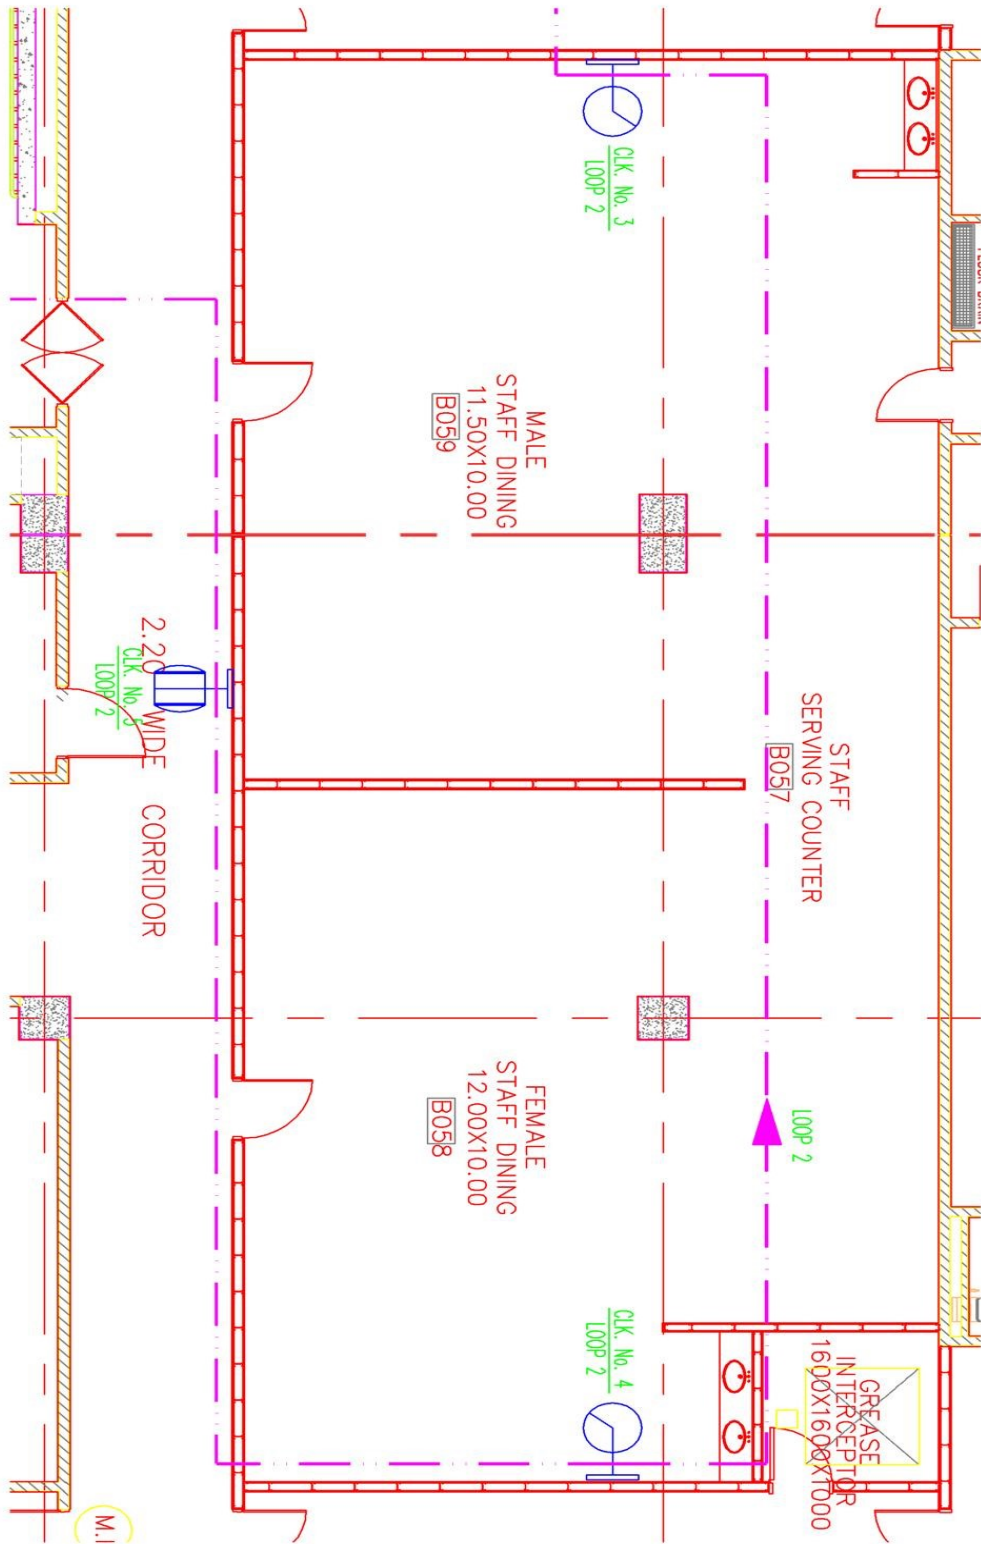 CLK. No. 3
LOOP 2
MALE
STAFF DINING
11.50X10.00
B059
STAFF
SERVING COUNTER
B057
2.20 WIDE CORRIDOR
CLK. No. 5
LOOP 2
FEMALE
STAFF DINING
12.00X10.00
B058
LOOP 2
CLK. No. 4
LOOP 2
GREASE
INTERCEPTOR
1600X1600X1000